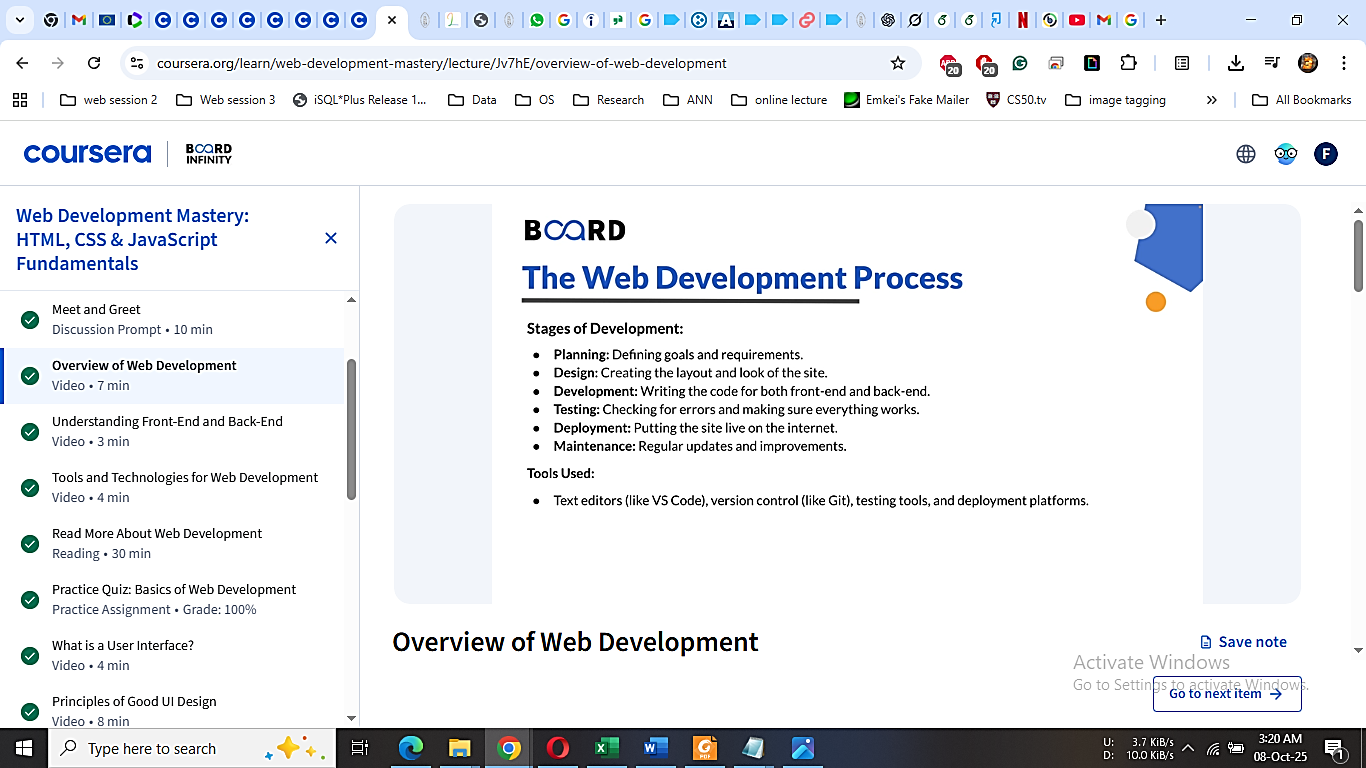 coursera.org/learn/web-development-mastery/lecture/Jv7hE/overview-of-web-development
20
20
web session 2
Web session 3
iSQL*Plus Release 1...
Data
OS
Research
ANN
online lecture
Emkei's Fake Mailer
CS50.tv
image tagging
»
All Bookmarks
coursera
BOARD
INFINITY
F
Web Development Mastery:
HTML, CSS & JavaScript
Fundamentals
Meet and Greet
Discussion Prompt • 10 min
Overview of Web Development
Video • 7 min
Understanding Front-End and Back-End
Video • 3 min
Tools and Technologies for Web Development
Video • 4 min
Read More About Web Development
Reading • 30 min
Practice Quiz: Basics of Web Development
Practice Assignment • Grade: 100%
What is a User Interface?
Video • 4 min
Principles of Good UI Design
Video • 8 min
BOARD
The Web Development Process
Stages of Development:
• Planning: Defining goals and requirements.
• Design: Creating the layout and look of the site.
• Development: Writing the code for both front-end and back-end.
• Testing: Checking for errors and making sure everything works.
• Deployment: Putting the site live on the internet.
• Maintenance: Regular updates and improvements.
Tools Used:
• Text editors (like VS Code), version control (like Git), testing tools, and deployment platforms.
Overview of Web Development
Save note
Activate Windows
Go to Settings to activate Windows.
Go to next item
Type here to search
U: 3.7 KiB/s
D: 10.0 KiB/s
3:20 AM
08-Oct-25
1